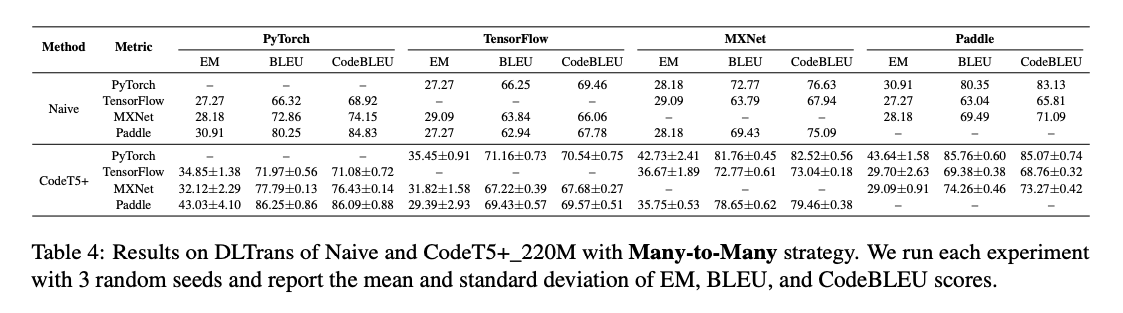 Method Metric PyTorch TensorFlow MXNet Paddle
EM BLEU CodeBLEU EM BLEU CodeBLEU EM BLEU CodeBLEU EM BLEU CodeBLEU
Naive
PyTorch – – – 27.27 66.25 69.46 28.18 72.77 76.63 30.91 80.35 83.13
TensorFlow 27.27 66.32 68.92 – – – 29.09 63.79 67.94 27.27 63.04 65.81
MXNet 28.18 72.86 74.15 29.09 63.84 66.06 – – – 28.18 69.49 71.09
Paddle 30.91 80.25 84.83 27.27 62.94 67.78 28.18 69.43 75.09 – – –
CodeT5+
PyTorch – – – 35.45±0.91 71.16±0.73 70.54±0.75 42.73±2.41 81.76±0.45 82.52±0.56 43.64±1.58 85.76±0.60 85.07±0.74
TensorFlow 34.85±1.38 71.97±0.56 71.08±0.72 – – – 36.67±1.89 72.77±0.61 73.04±0.18 29.70±2.63 69.38±0.38 68.76±0.32
MXNet 32.12±2.29 77.79±0.13 76.43±0.14 31.82±1.58 67.22±0.39 67.68±0.27 – – – 29.09±0.91 74.26±0.46 73.27±0.42
Paddle 43.03±4.10 86.25±0.86 86.09±0.88 29.39±2.93 69.43±0.57 69.57±0.51 35.75±0.53 78.65±0.62 79.46±0.38 – – –
Table 4: Results on DLTrans of Naive and CodeT5+_220M with Many-to-Many strategy. We run each experiment
with 3 random seeds and report the mean and standard deviation of EM, BLEU, and CodeBLEU scores.